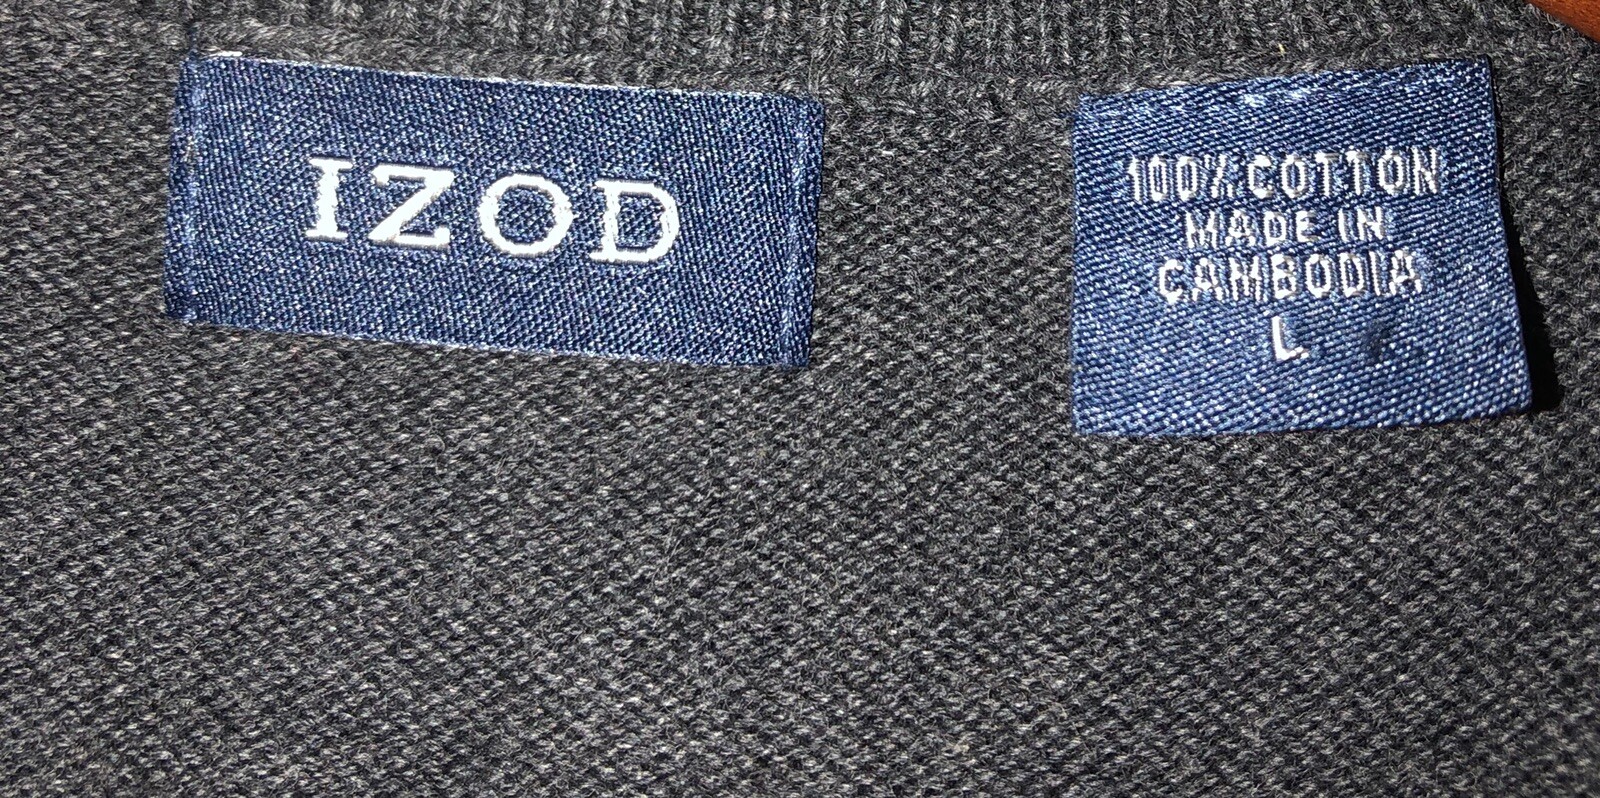 IZOD
100% COTTON
MADE IN
CAMBODIA
L